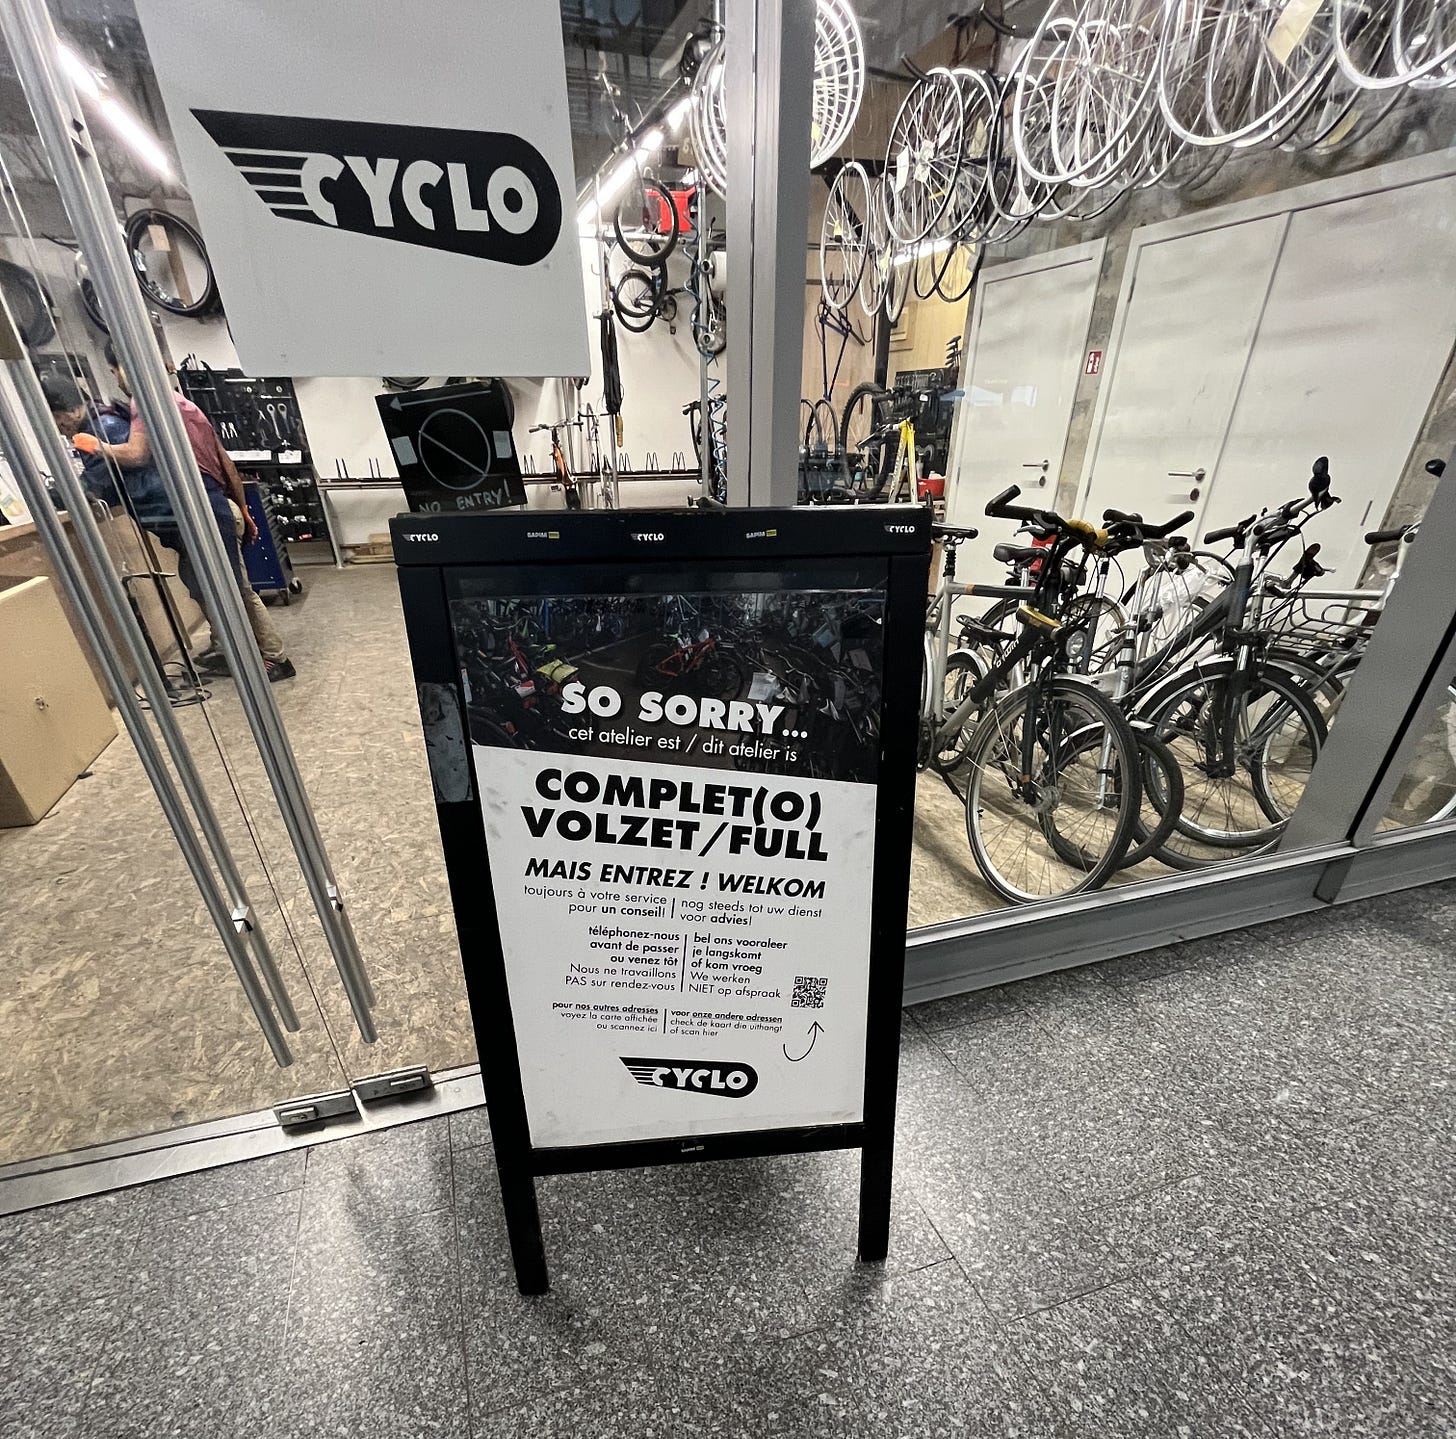 CYCLO
NO ENTRY!
CYCLO SAPIM CYCLO SAPIM CYCLO
SO SORRY...
cet atelier est / dit atelier is
COMPLET(O)
VOLZET/FULL
MAIS ENTREZ ! WELKOM
toujours à votre service
pour un conseil!
nog steeds tot uw dienst
voor advies!
téléphonez-nous
avant de passer
ou venez tôt
Nous ne travaillons
PAS sur rendez-vous
bel ons vooraleer
je langskomt
of kom vroeg
We werken
NIET op afspraak
pour nos autres adresses
voyez la carte affichée
ou scannez ici
voor onze andere adressen
check de kaart die uithangt
of scan hier
CYCLO
SAPIM